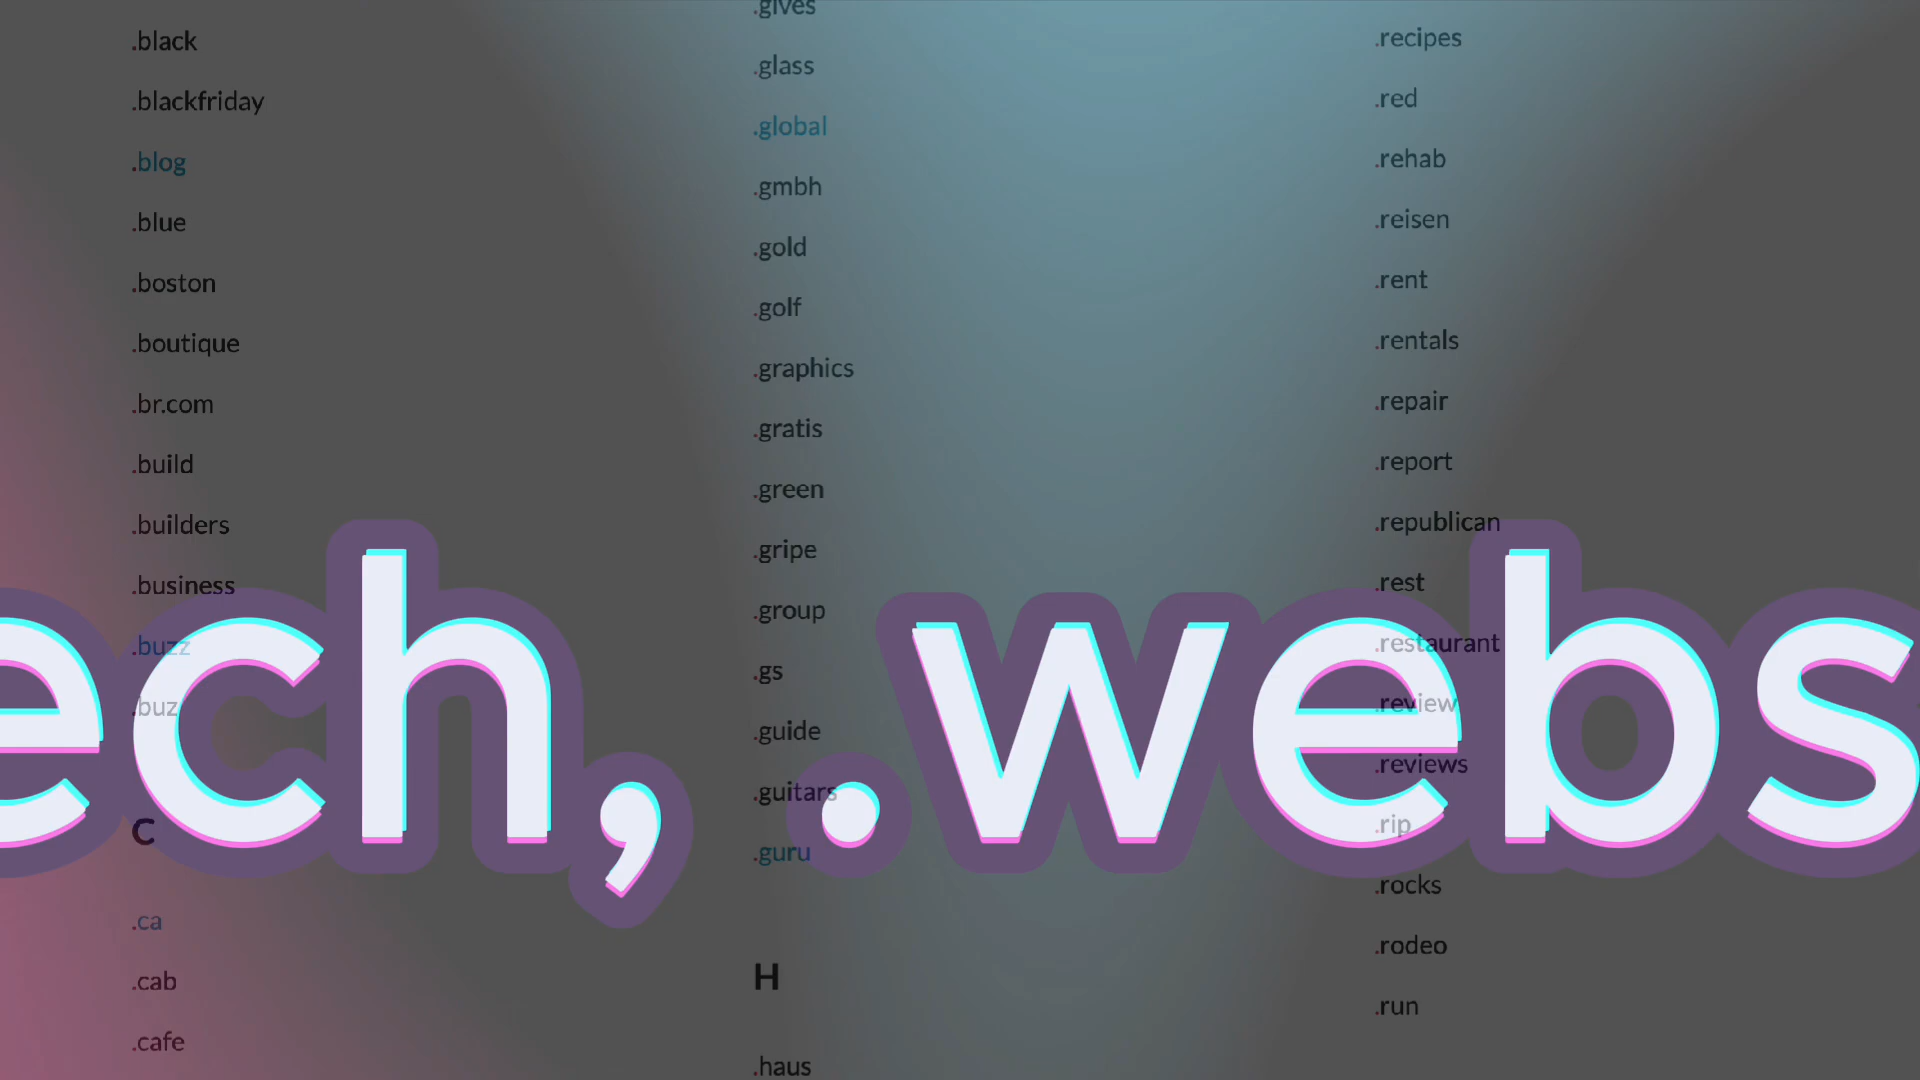 .black
.blackfriday
.blog
.blue
.boston
.boutique
.br.com
.build
.builders
.business
.buzz
.buz
C
.ca
.cab
.cafe
.gives
.glass
.global
.gmbh
.gold
.golf
.graphics
.gratis
.green
.gripe
.group
.gs
.guide
.guitars
.guru
H
.haus
.recipes
.red
.rehab
.reisen
.rent
.rentals
.repair
.report
.republican
.rest
.restaurant
.review
.reviews
.rip
.rocks
.rodeo
.run
ech, .webs